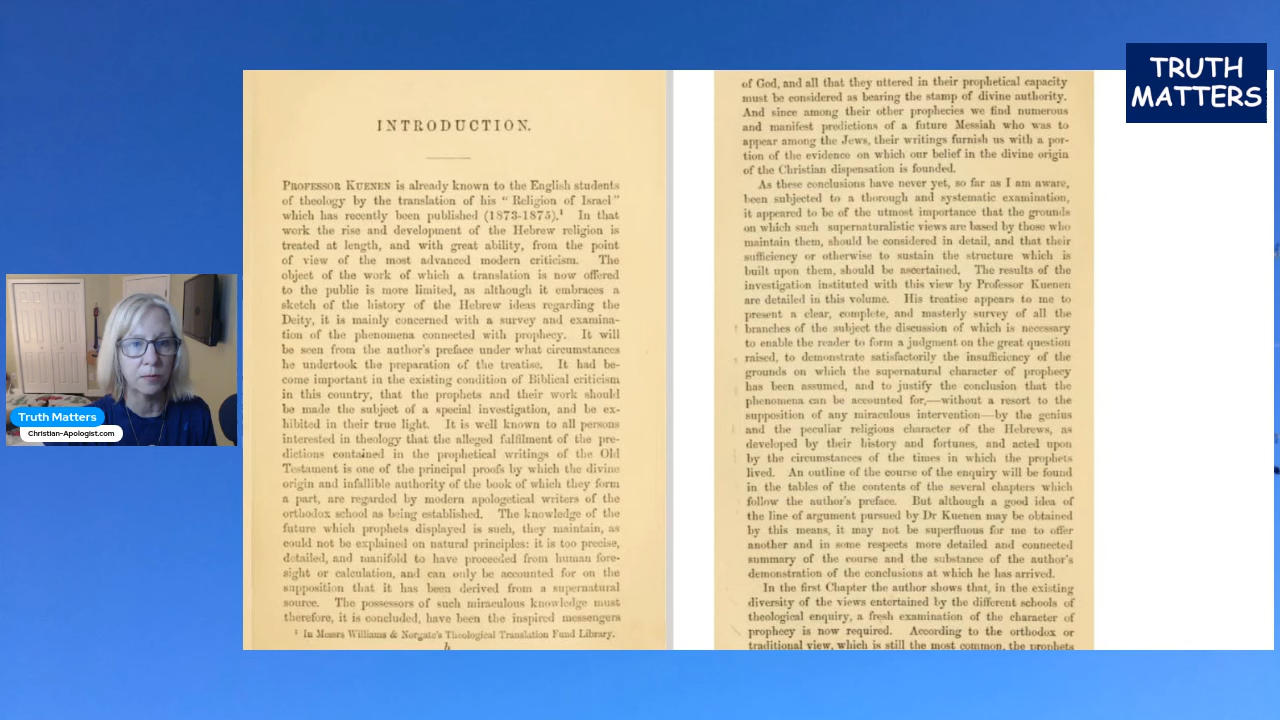 TRUTH
MATTERS
INTRODUCTION.
PROFESSOR KUENEN is already known to the English students
of theology by the translation of his “ Religion of Israel ”
which has recently been published (1873-1875).¹ In that
work the rise and development of the Hebrew religion is
treated at length, and with great ability, from the point
of view of the most advanced modern criticism. The
object of the work of which a translation is now offered
to the public is more limited, as although it embraces a
sketch of the history of the Hebrew ideas regarding the
Deity, it is mainly concerned with a survey and examina-
tion of the phenomena connected with prophecy. It will
be seen from the author's preface under what circumstances
he undertook the preparation of the treatise. It had be-
come important in the existing condition of Biblical criticism
in this country, that the prophets and their work should
be made the subject of a special investigation, and be ex-
hibited in their true light. It is well known to all persons
interested in theology that the alleged fulfilment of the pre-
dictions contained in the prophetical writings of the Old
Testament is one of the principal proofs by which the divine
origin and infallible authority of the book of which they form
a part, are regarded by modern apologetical writers of the
orthodox school as being established. The knowledge of the
future which prophets displayed is such, they maintain, as
could not be explained on natural principles: it is too precise,
detailed, and manifold to have proceeded from human fore-
sight or calculation, and can only be accounted for on the
supposition that it has been derived from a supernatural
source. The possessors of such miraculous knowledge must
therefore, it is concluded, have been the inspired messengers
¹ In Messrs Williams & Norgate's Theological Translation Fund Library.
b
of God, and all that they uttered in their prophetical capacity
must be considered as bearing the stamp of divine authority.
And since among their other prophecies we find numerous
and manifest predictions of a future Messiah who was to
appear among the Jews, their writings furnish us with a por-
tion of the evidence on which our belief in the divine origin
of the Christian dispensation is founded.
As these conclusions have never yet, so far as I am aware,
been subjected to a thorough and systematic examination,
it appeared to be of the utmost importance that the grounds
on which such supernaturalistic views are based by those who
maintain them, should be considered in detail, and that their
sufficiency or otherwise to sustain the structure which is
built upon them, should be ascertained. The results of the
investigation instituted with this view by Professor Kuenen
are detailed in this volume. His treatise appears to me to
present a clear, complete, and masterly survey of all the
branches of the subject the discussion of which is necessary
to enable the reader to form a judgment on the great question
raised, to demonstrate satisfactorily the insufficiency of the
grounds on which the supernatural character of prophecy
has been assumed, and to justify the conclusion that the
phenomena can be accounted for,—without a resort to the
supposition of any miraculous intervention—by the genius
and the peculiar religious character of the Hebrews, as
developed by their history and fortunes, and acted upon
by the circumstances of the times in which the prophets
lived. An outline of the course of the enquiry will be found
in the tables of the contents of the several chapters which
follow the author's preface. But although a good idea of
the line of argument pursued by Dr Kuenen may be obtained
by this means, it may not be superfluous for me to offer
another and in some respects more detailed and connected
summary of the course and the substance of the author's
demonstration of the conclusions at which he has arrived.
In the first Chapter the author shows that, in the existing
diversity of the views entertained by the different schools of
theological enquiry, a fresh examination of the character of
prophecy is now required. According to the orthodox or
traditional view, which is still the most common, the prophets
Truth Matters
Christian-Apologist.com